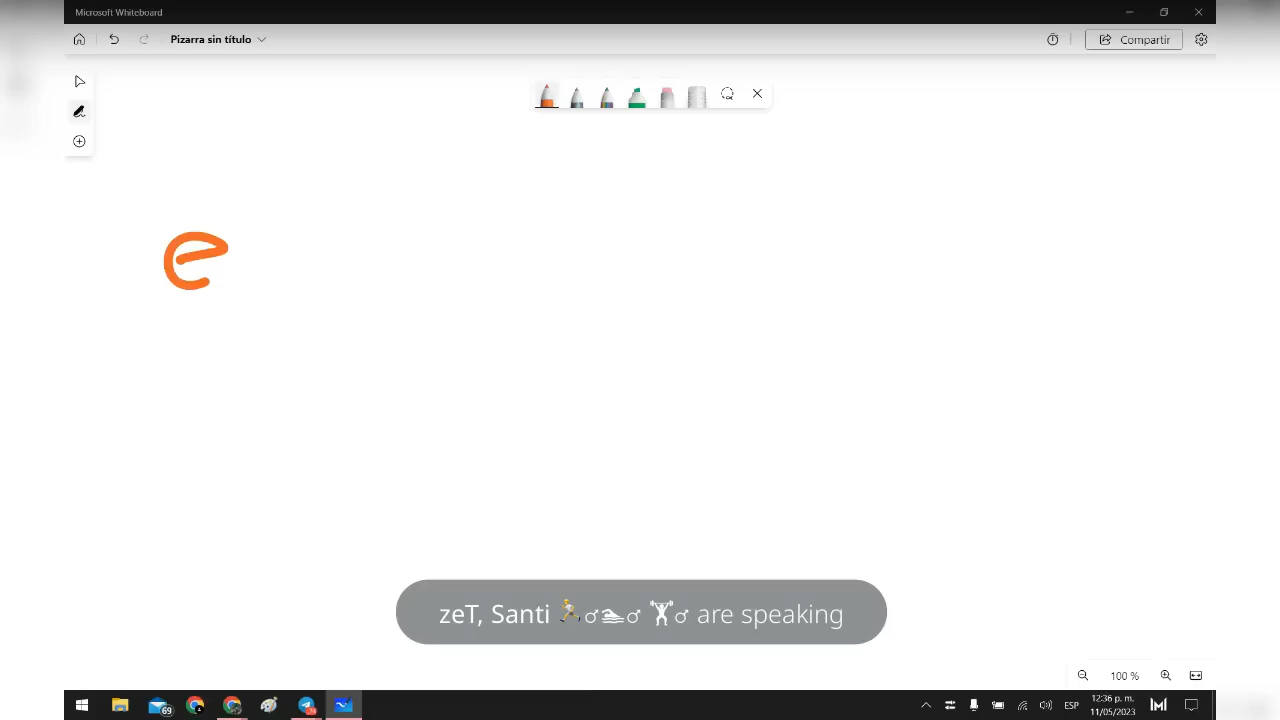 Microsoft Whiteboard
Pizarra sin título
Compartir
e
zeT, Santi 🏃♂🏊♂ 🏋♂ are speaking
100 %
69
ESP
12:36 p. m.
11/05/2023